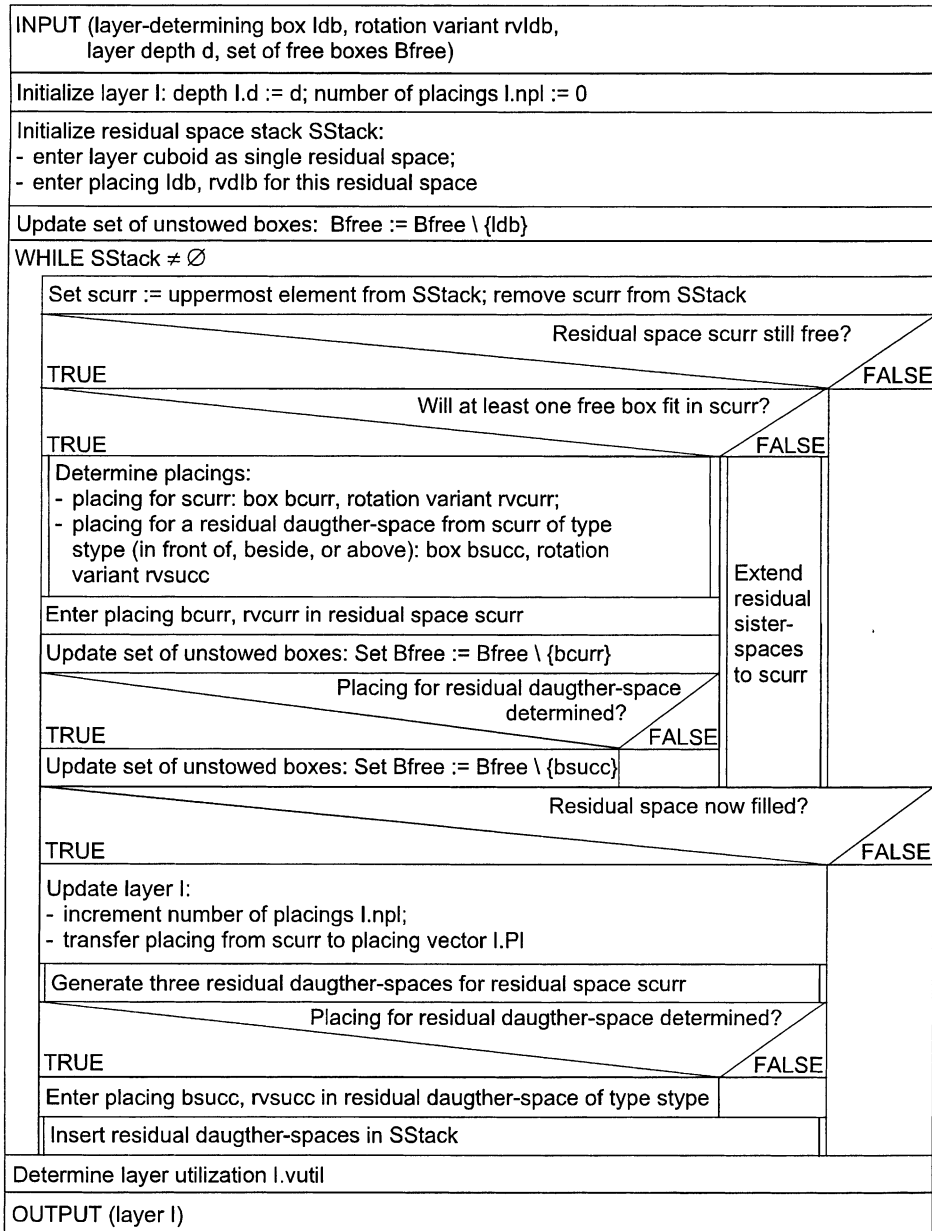 INPUT (layer-determining box ldb, rotation variant rvldb,
layer depth d, set of free boxes Bfree)
Initialize layer l: depth l.d := d; number of placings l.npl := 0
Initialize residual space stack SStack:
- enter layer cuboid as single residual space;
- enter placing ldb, rvdlb for this residual space
Update set of unstowed boxes: Bfree := Bfree \ {ldb}
WHILE SStack ≠ ∅
Set scurr := uppermost element from SStack; remove scurr from SStack
Residual space scurr still free?
TRUE FALSE
Will at least one free box fit in scurr?
TRUE FALSE
Determine placings:
- placing for scurr: box bcurr, rotation variant rvcurr;
- placing for a residual daugther-space from scurr of type
stype (in front of, beside, or above): box bsucc, rotation
variant rvsucc
Extend
residual
sister-
spaces
to scurr
Enter placing bcurr, rvcurr in residual space scurr
Update set of unstowed boxes: Set Bfree := Bfree \ {bcurr}
Placing for residual daugther-space
determined?
TRUE FALSE
Update set of unstowed boxes: Set Bfree := Bfree \ {bsucc}
Residual space now filled?
TRUE FALSE
Update layer l:
- increment number of placings l.npl;
- transfer placing from scurr to placing vector l.Pl
Generate three residual daugther-spaces for residual space scurr
Placing for residual daugther-space determined?
TRUE FALSE
Enter placing bsucc, rvsucc in residual daugther-space of type stype
Insert residual daugther-spaces in SStack
Determine layer utilization l.vutil
OUTPUT (layer l)